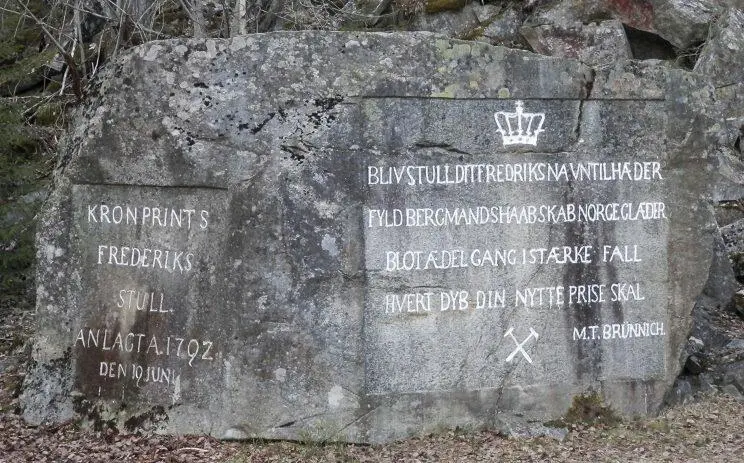 KRONPRINTS
FREDERIKS
STULL.
ANLAGT A. 1792.
DEN 19 JUNI
BLIV STULL DIT FREDRIKS NAVN TIL HÆDER
FYLD BERGMANDS HAAB SKAB NORGE GLÆDER
BLOT ÆDEL GANG I STÆRKE FALL
HVERT DYB DIN NYTTE PRISE SKAL
M.T. BRÜNNICH.